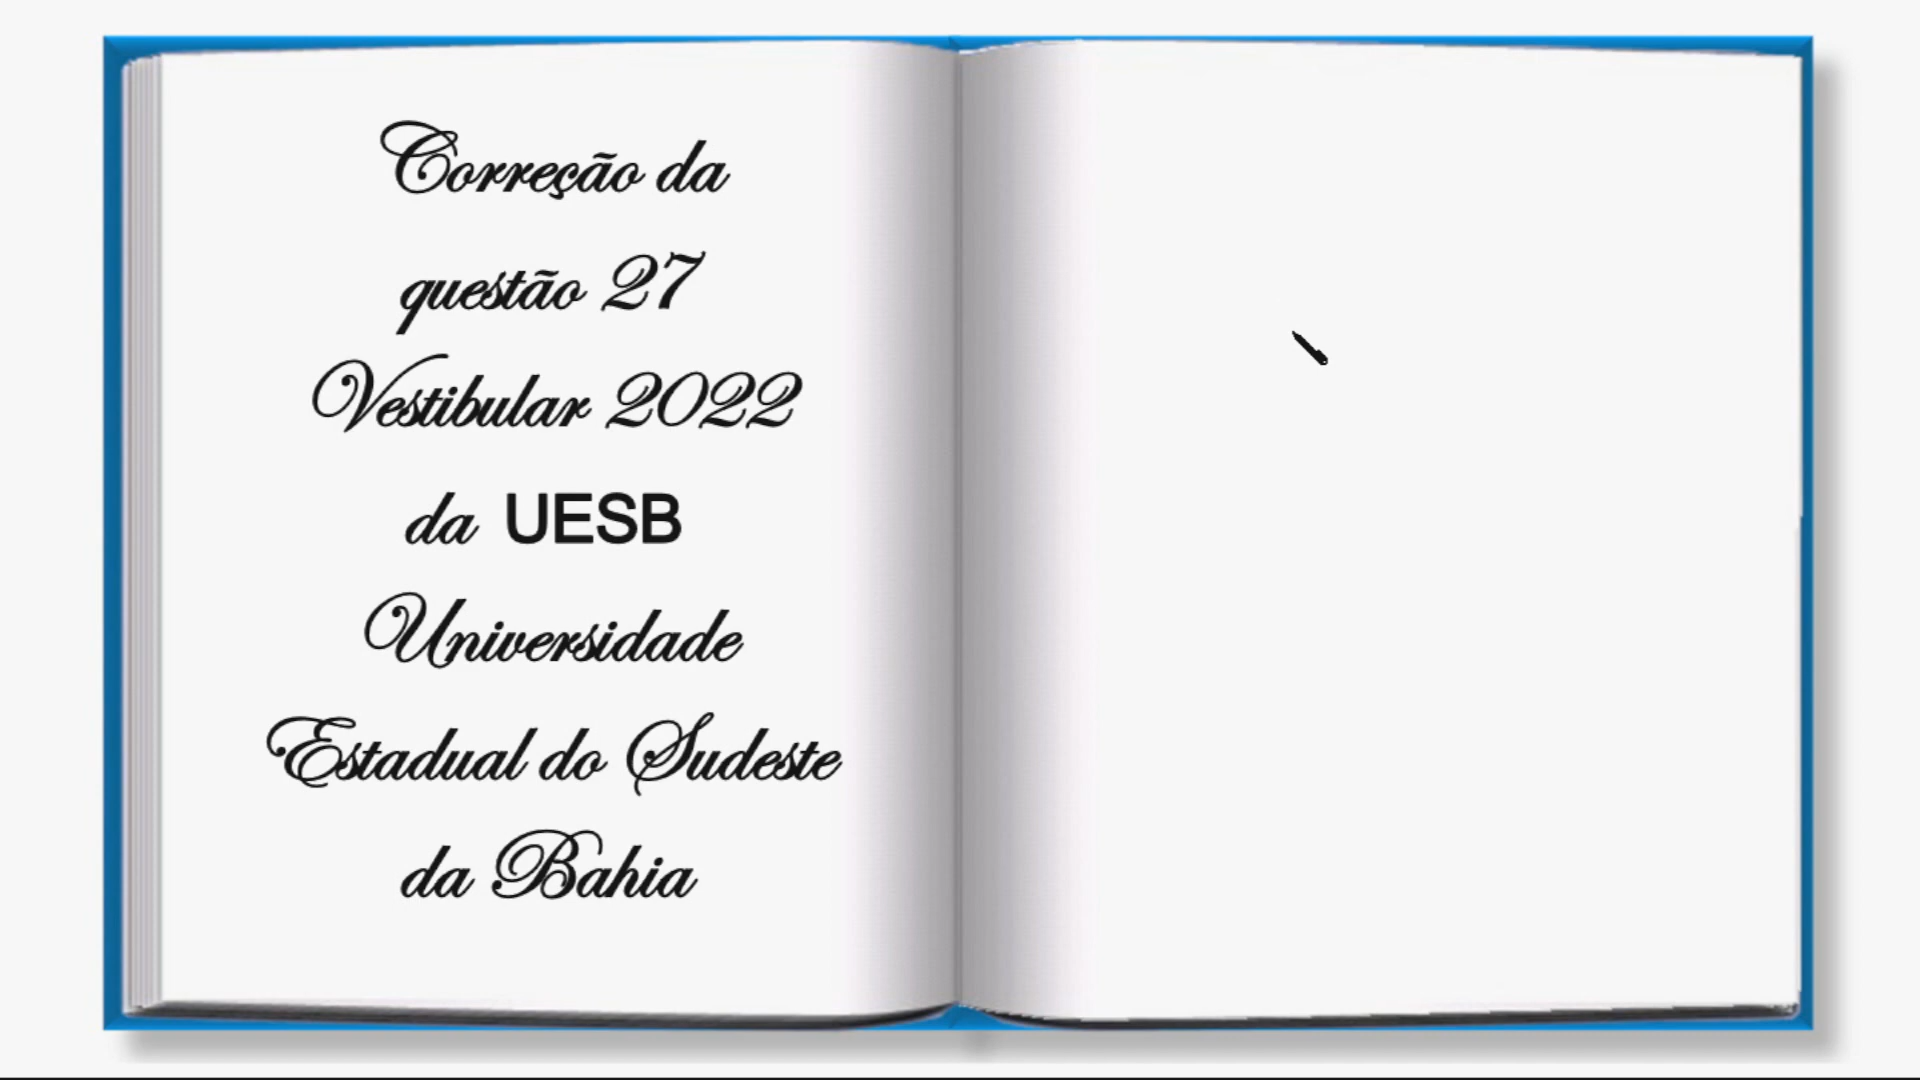 Correção da
questão 27
Vestibular 2022
da UESB
Universidade
Estadual do Sudeste
da Bahia